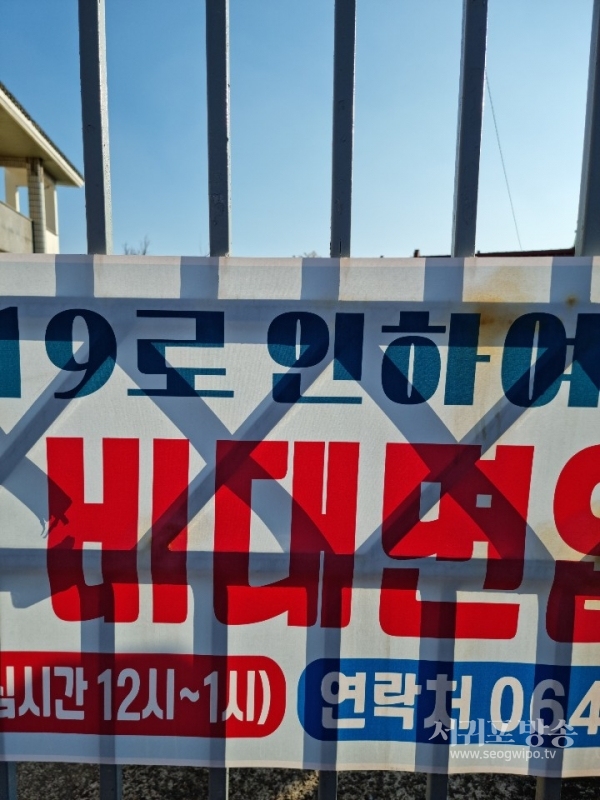 19로 인하여
비대면
심시간 12시~1시)
연락처 064
서귀포 방송
www.seogwipo.tv